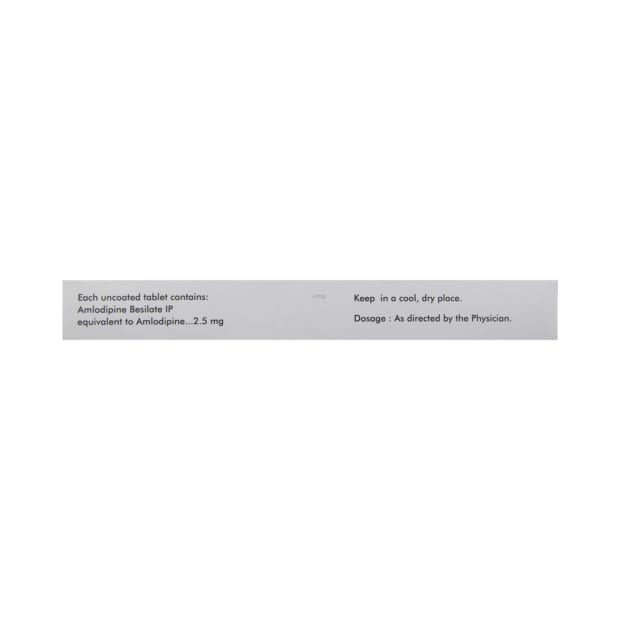 Each uncoated tablet contains:
Amlodipine Besilate IP
equivalent to Amlodipine...2.5 mg
Keep in a cool, dry place.
Dosage : As directed by the Physician.